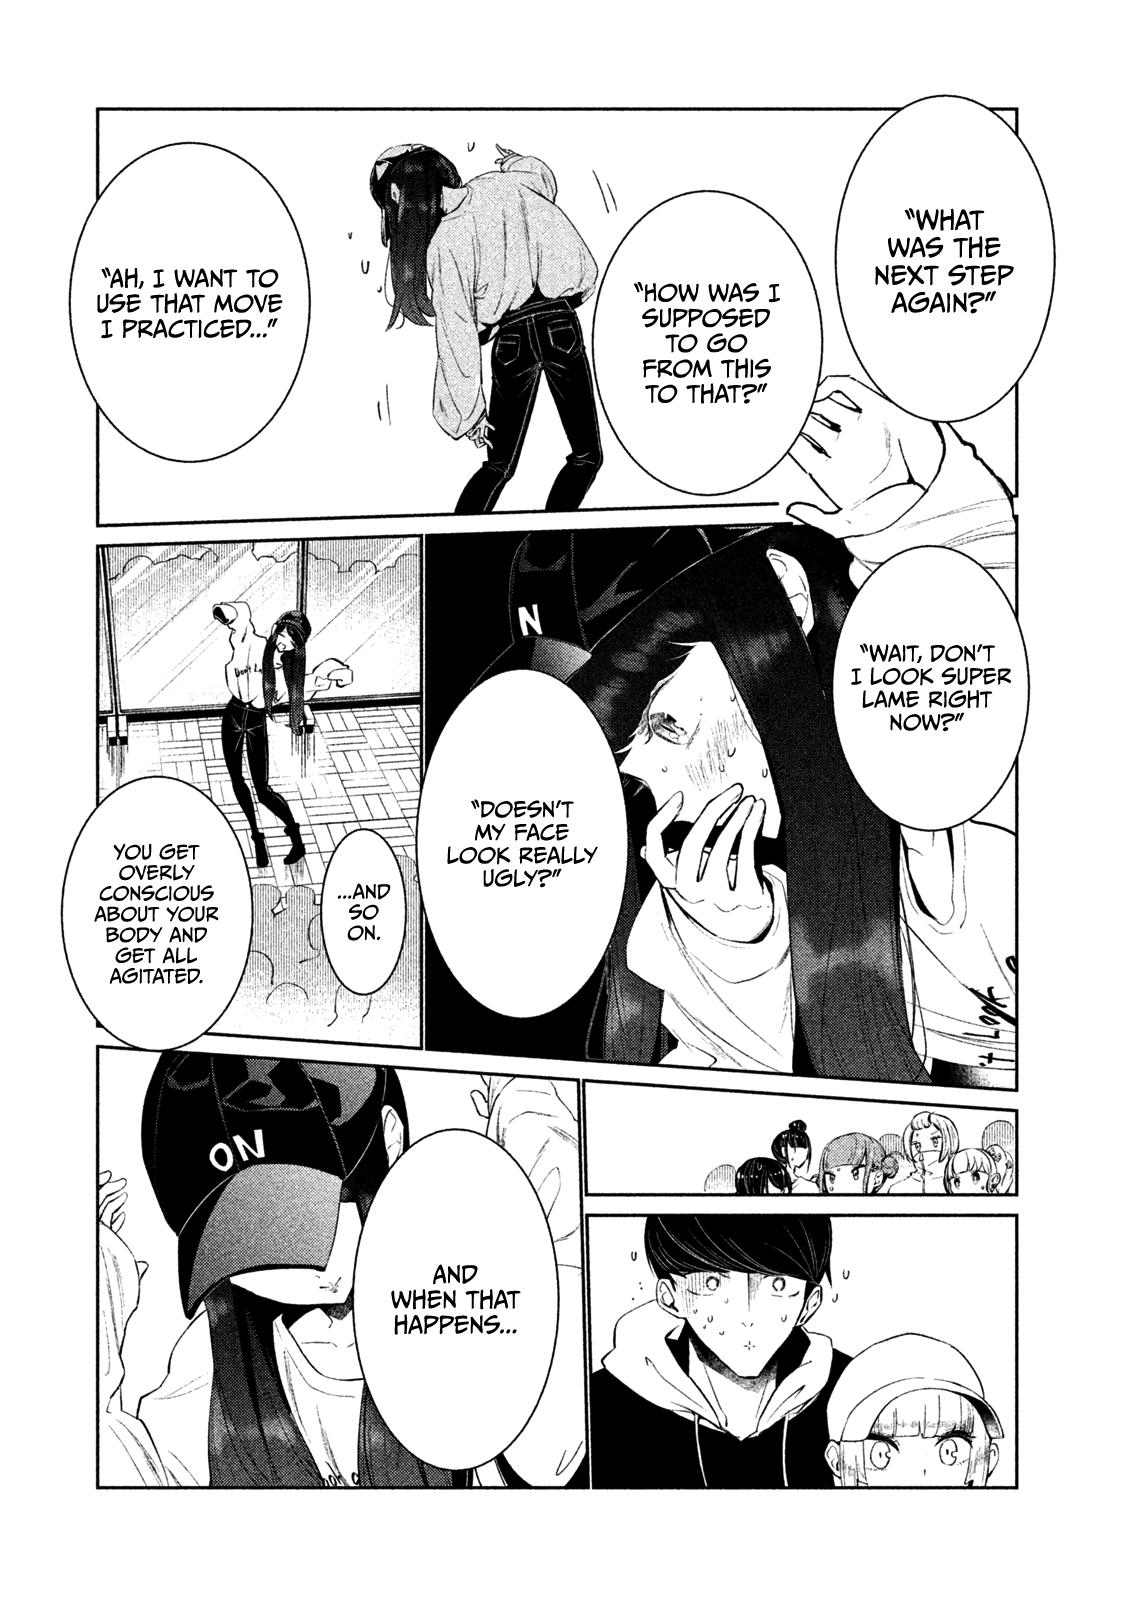 "WHAT
WAS THE
NEXT STEP
AGAIN?"
"HOW WAS I
SUPPOSED
TO GO
FROM THIS
TO THAT?"
"AH, I WANT TO
USE THAT MOVE
I PRACTICED..."
"WAIT, DON'T
I LOOK SUPER
LAME RIGHT
NOW?"
N
"DOESN'T
MY FACE
LOOK REALLY
UGLY?"
Look
Don't
...AND
SO
ON.
YOU GET
OVERLY
CONSCIOUS
ABOUT YOUR
BODY AND
GET ALL
AGITATED.
ON
AND
WHEN THAT
HAPPENS...